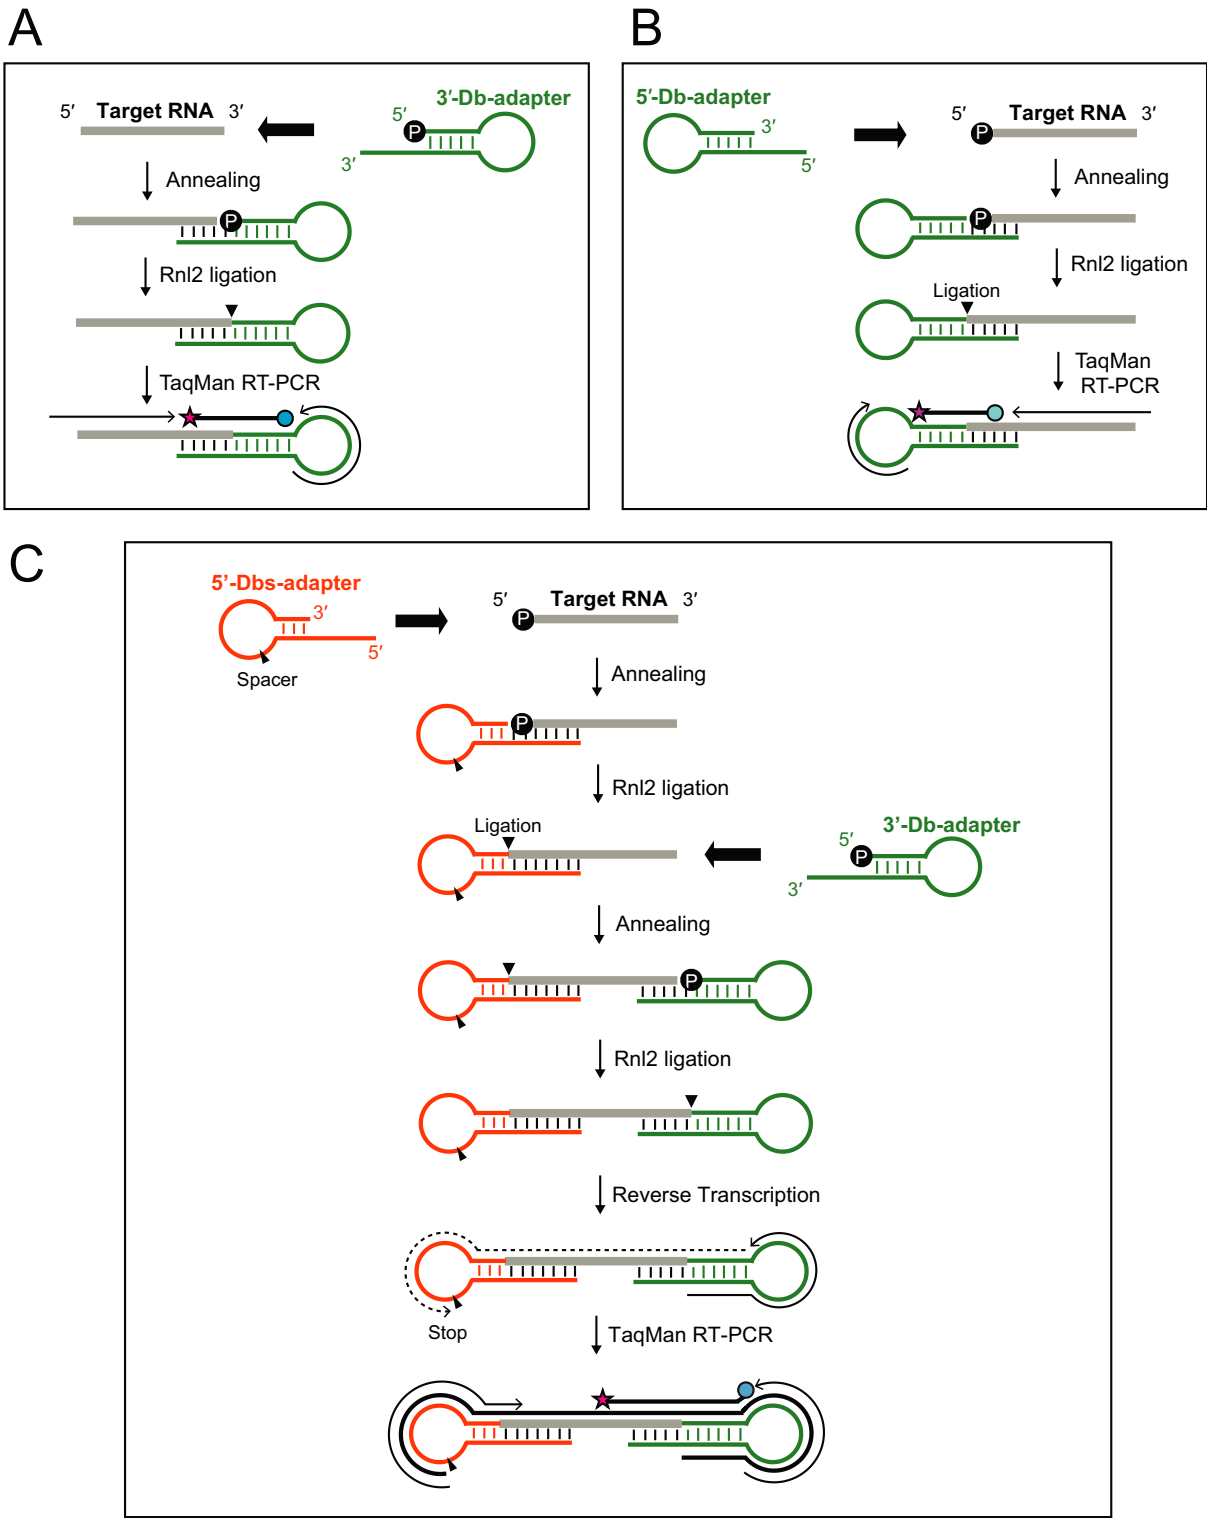 A
5′ Target RNA 3′
3′-Db-adapter
5′
P
3′
Annealing
P
Rnl2 ligation
TaqMan RT-PCR
B
5′-Db-adapter
3′
5′
5′ Target RNA 3′
P
Annealing
P
Rnl2 ligation
Ligation
TaqMan
RT-PCR
C
5’-Dbs-adapter
3′
5′
Spacer
5′ Target RNA 3′
P
Annealing
P
Rnl2 ligation
Ligation
3’-Db-adapter
5′
P
3′
Annealing
P
Rnl2 ligation
Reverse Transcription
Stop
TaqMan RT-PCR